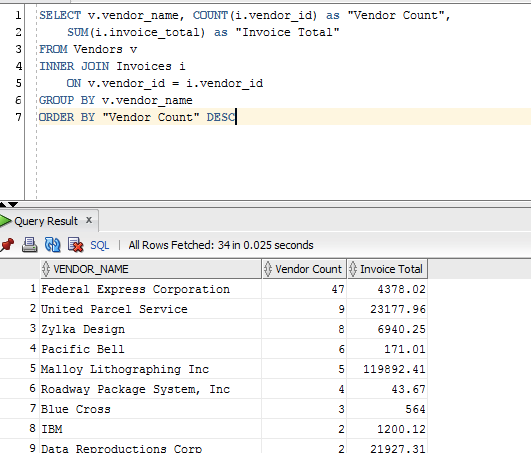 1 SELECT v.vendor_name, COUNT(i.vendor_id) as "Vendor Count",
2 SUM(i.invoice_total) as "Invoice Total"
3 FROM Vendors v
4 INNER JOIN Invoices i
5 ON v.vendor_id = i.vendor_id
6 GROUP BY v.vendor_name
7 ORDER BY "Vendor Count" DESC
Query Result x
SQL | All Rows Fetched: 34 in 0.025 seconds
VENDOR_NAME Vendor Count Invoice Total
1 Federal Express Corporation 47 4378.02
2 United Parcel Service 9 23177.96
3 Zylka Design 8 6940.25
4 Pacific Bell 6 171.01
5 Malloy Lithographing Inc 5 119892.41
6 Roadway Package System, Inc 4 43.67
7 Blue Cross 3 564
8 IBM 2 1200.12
9 Data Reproductions Corp 2 21927.31